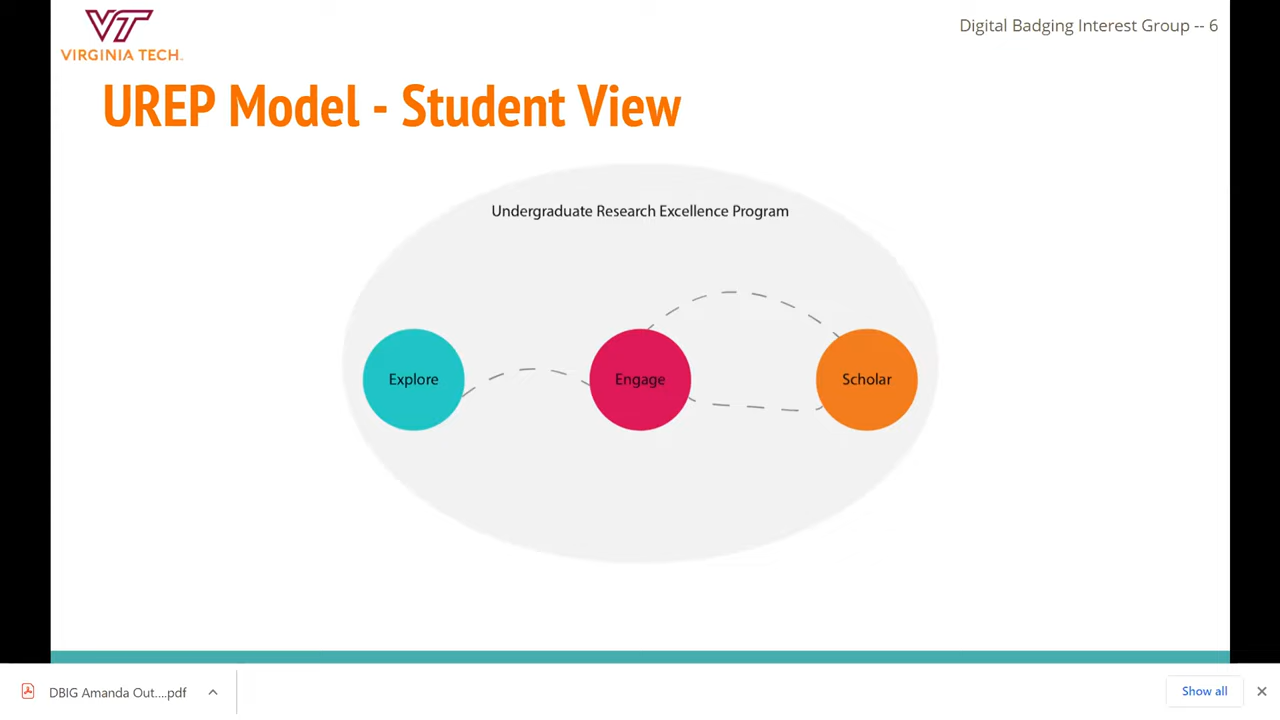 VT
VIRGINIA TECH.
Digital Badging Interest Group -- 6
UREP Model - Student View
Undergraduate Research Excellence Program
Explore
Engage
Scholar
DBIG Amanda Out....pdf
Show all